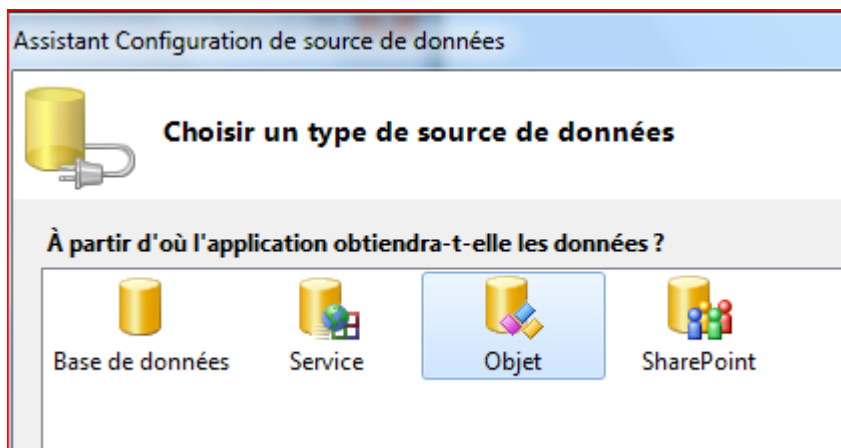 Assistant Configuration de source de données
Choisir un type de source de données
À partir d'où l'application obtiendra-t-elle les données ?
Base de données
Service
Objet
SharePoint